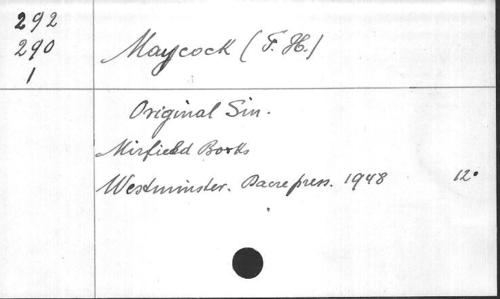 292
290
1
Maycock (F. H.)
Original Sin.
Mirfield Books
Westminster. Dacre press. 1948 12°